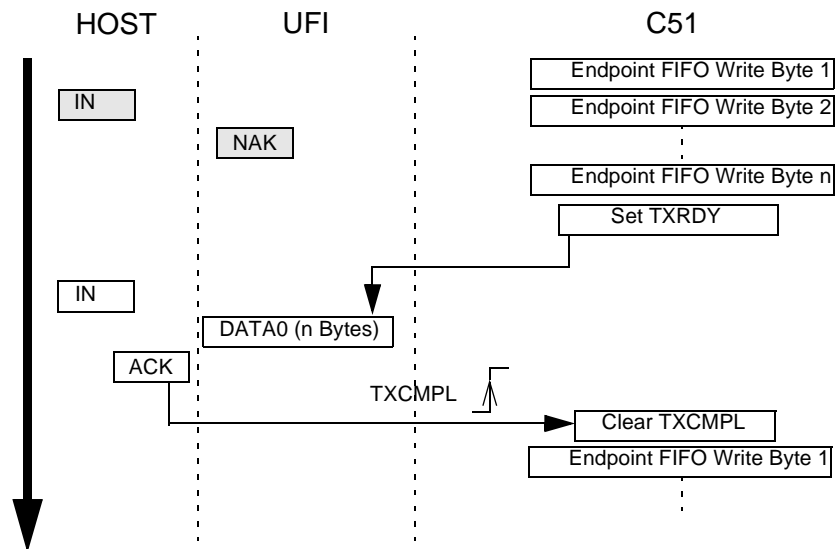 HOST UFI C51
Endpoint FIFO Write Byte 1
IN
Endpoint FIFO Write Byte 2
NAK
Endpoint FIFO Write Byte n
Set TXRDY
IN
DATA0 (n Bytes)
ACK
TXCMPL
Clear TXCMPL
Endpoint FIFO Write Byte 1